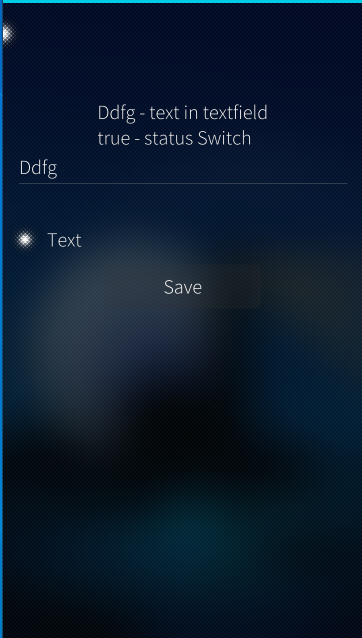 Ddfg - text in textfield
true - status Switch
Ddfg
Text
Save